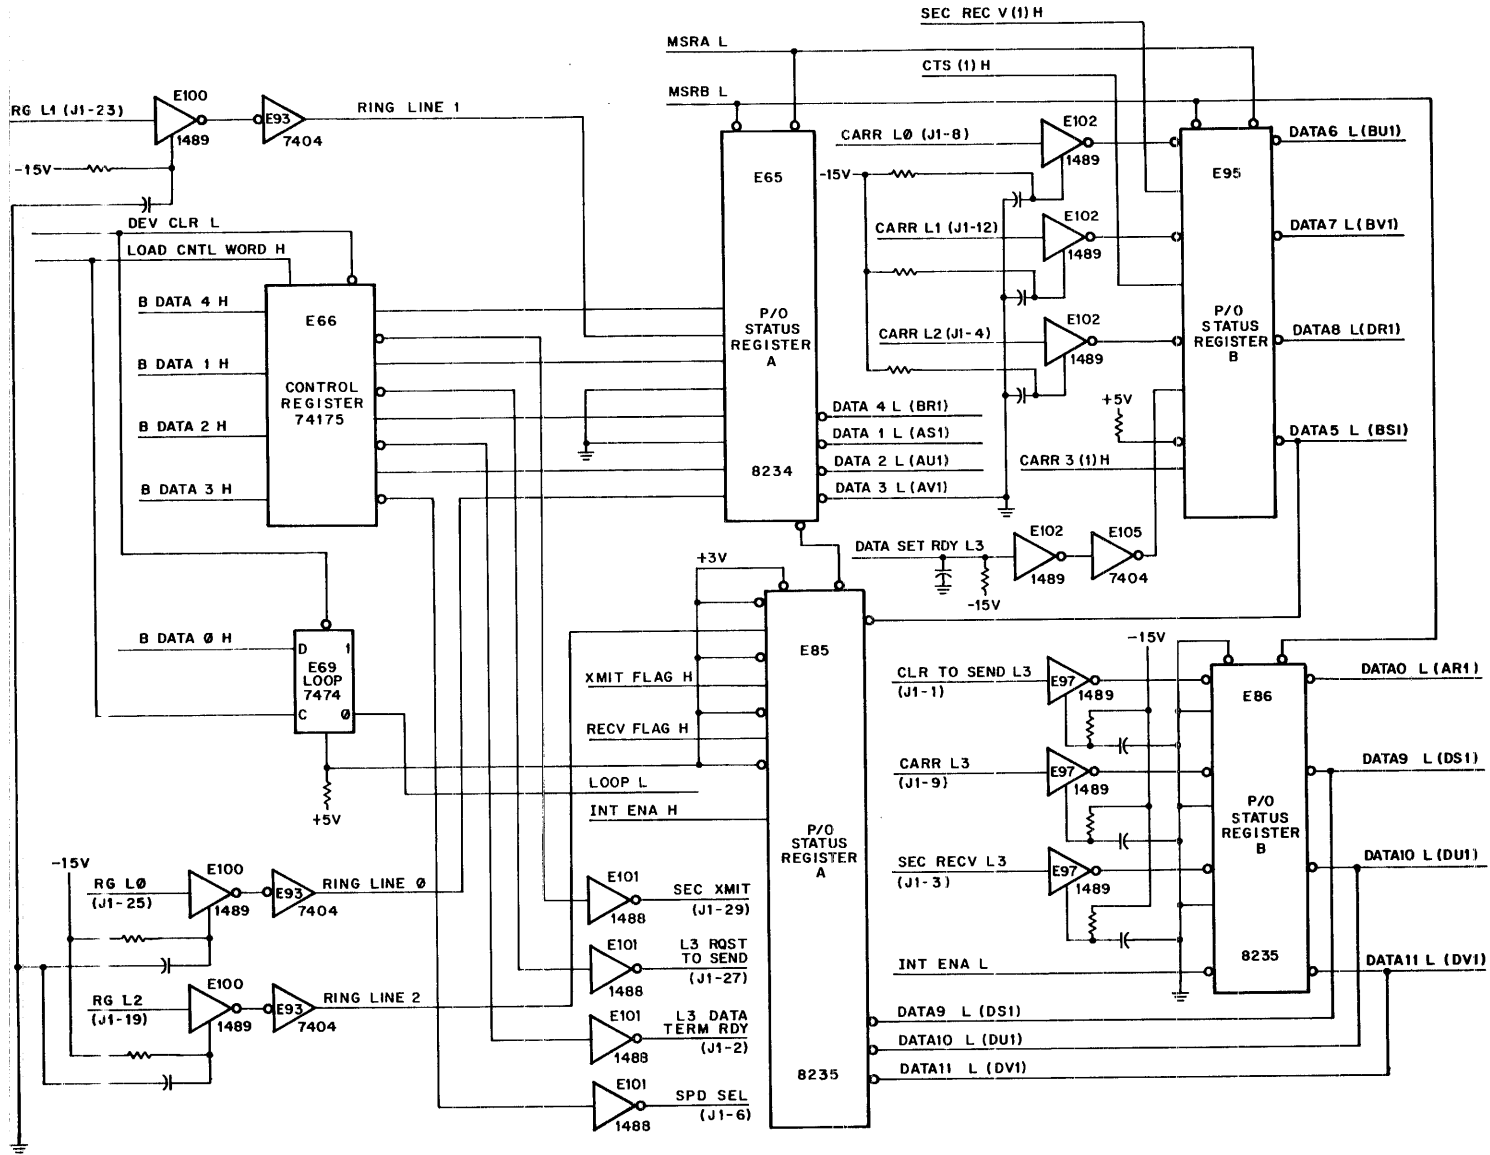 SEC REC V (1) H
MSRA L
CTS (1) H
MSRB L
RG L1 (J1-23)
E100
1489
E93
7404
RING LINE 1
-15V
DEV CLR L
LOAD CNTL WORD H
B DATA 4 H
B DATA 1 H
B DATA 2 H
B DATA 3 H
E66
CONTROL
REGISTER
74175
E65
P/O
STATUS
REGISTER
A
8234
DATA 4 L (BR1)
DATA 1 L (AS1)
DATA 2 L (AU1)
DATA 3 L (AV1)
CARR LØ (J1-8)
E102
1489
-15V
CARR L1 (J1-12)
E102
1489
CARR L2 (J1-4)
E102
1489
+5V
CARR 3 (1) H
E95
P/O
STATUS
REGISTER
B
DATA6 L (BU1)
DATA7 L (BV1)
DATA8 L (DR1)
DATA5 L (BS1)
DATA SET RDY L3
E102
1489
E105
7404
-15V
+3V
B DATA Ø H
D 1
E69
LOOP
7474
C Ø
+5V
XMIT FLAG H
RECV FLAG H
LOOP L
INT ENA H
E85
P/O
STATUS
REGISTER
A
8235
-15V
CLR TO SEND L3
(J1-1)
E97
1489
CARR L3
(J1-9)
E97
1489
SEC RECV L3
(J1-3)
E97
1489
INT ENA L
E86
P/O
STATUS
REGISTER
B
8235
DATA0 L (AR1)
DATA9 L (DS1)
DATA10 L (DU1)
DATA11 L (DV1)
-15V
RG LØ
(J1-25)
E100
1489
E93
7404
RING LINE Ø
RG L2
(J1-19)
E100
1489
E93
7404
RING LINE 2
E101
1488
SEC XMIT
(J1-29)
E101
1488
L3 RQST
TO SEND
(J1-27)
E101
1488
L3 DATA
TERM RDY
(J1-2)
E101
1488
SPD SEL
(J1-6)
DATA9 L (DS1)
DATA10 L (DU1)
DATA11 L (DV1)